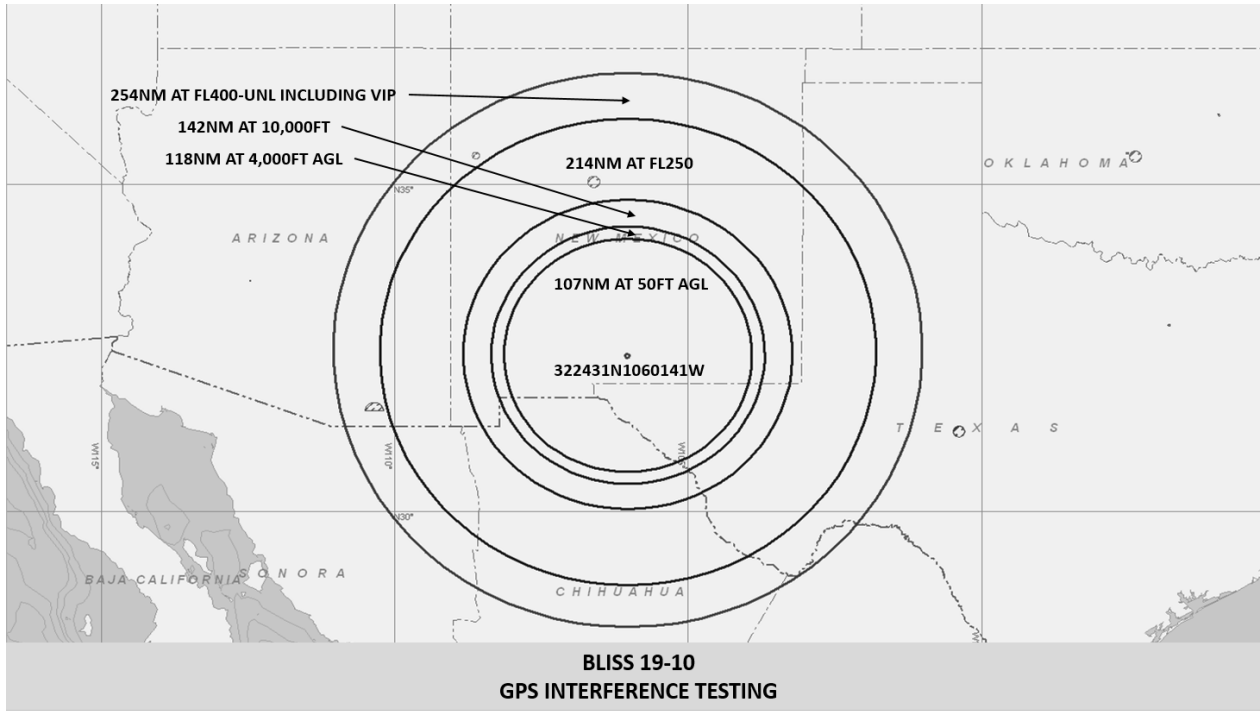 254NM AT FL400-UNL INCLUDING VIP
142NM AT 10,000FT
118NM AT 4,000FT AGL
214NM AT FL250
OKLAHOMA
N35°
ARIZONA
NEW MEXICO
107NM AT 50FT AGL
322431N1060141W
TEXAS
W115°
W110°
W105°
N30°
BAJA CALIFORNIA
SONORA
CHIHUAHUA
BLISS 19-10
GPS INTERFERENCE TESTING